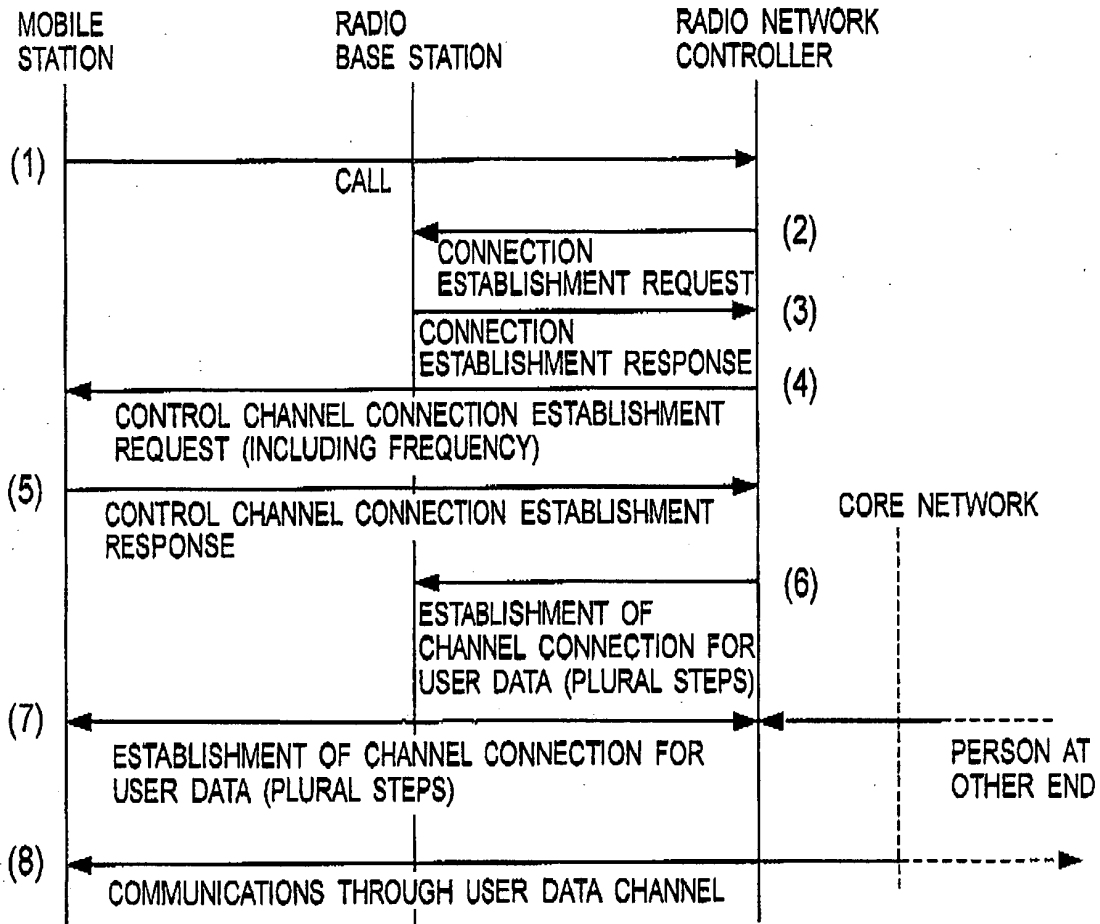 MOBILE
STATION
RADIO
BASE STATION
RADIO NETWORK
CONTROLLER
(1)
CALL
(2)
CONNECTION
ESTABLISHMENT REQUEST
(3)
CONNECTION
ESTABLISHMENT RESPONSE
(4)
CONTROL CHANNEL CONNECTION ESTABLISHMENT
REQUEST (INCLUDING FREQUENCY)
(5)
CONTROL CHANNEL CONNECTION ESTABLISHMENT
RESPONSE
CORE NETWORK
(6)
ESTABLISHMENT OF
CHANNEL CONNECTION FOR
USER DATA (PLURAL STEPS)
(7)
ESTABLISHMENT OF CHANNEL CONNECTION FOR
USER DATA (PLURAL STEPS)
PERSON AT
OTHER END
(8)
COMMUNICATIONS THROUGH USER DATA CHANNEL